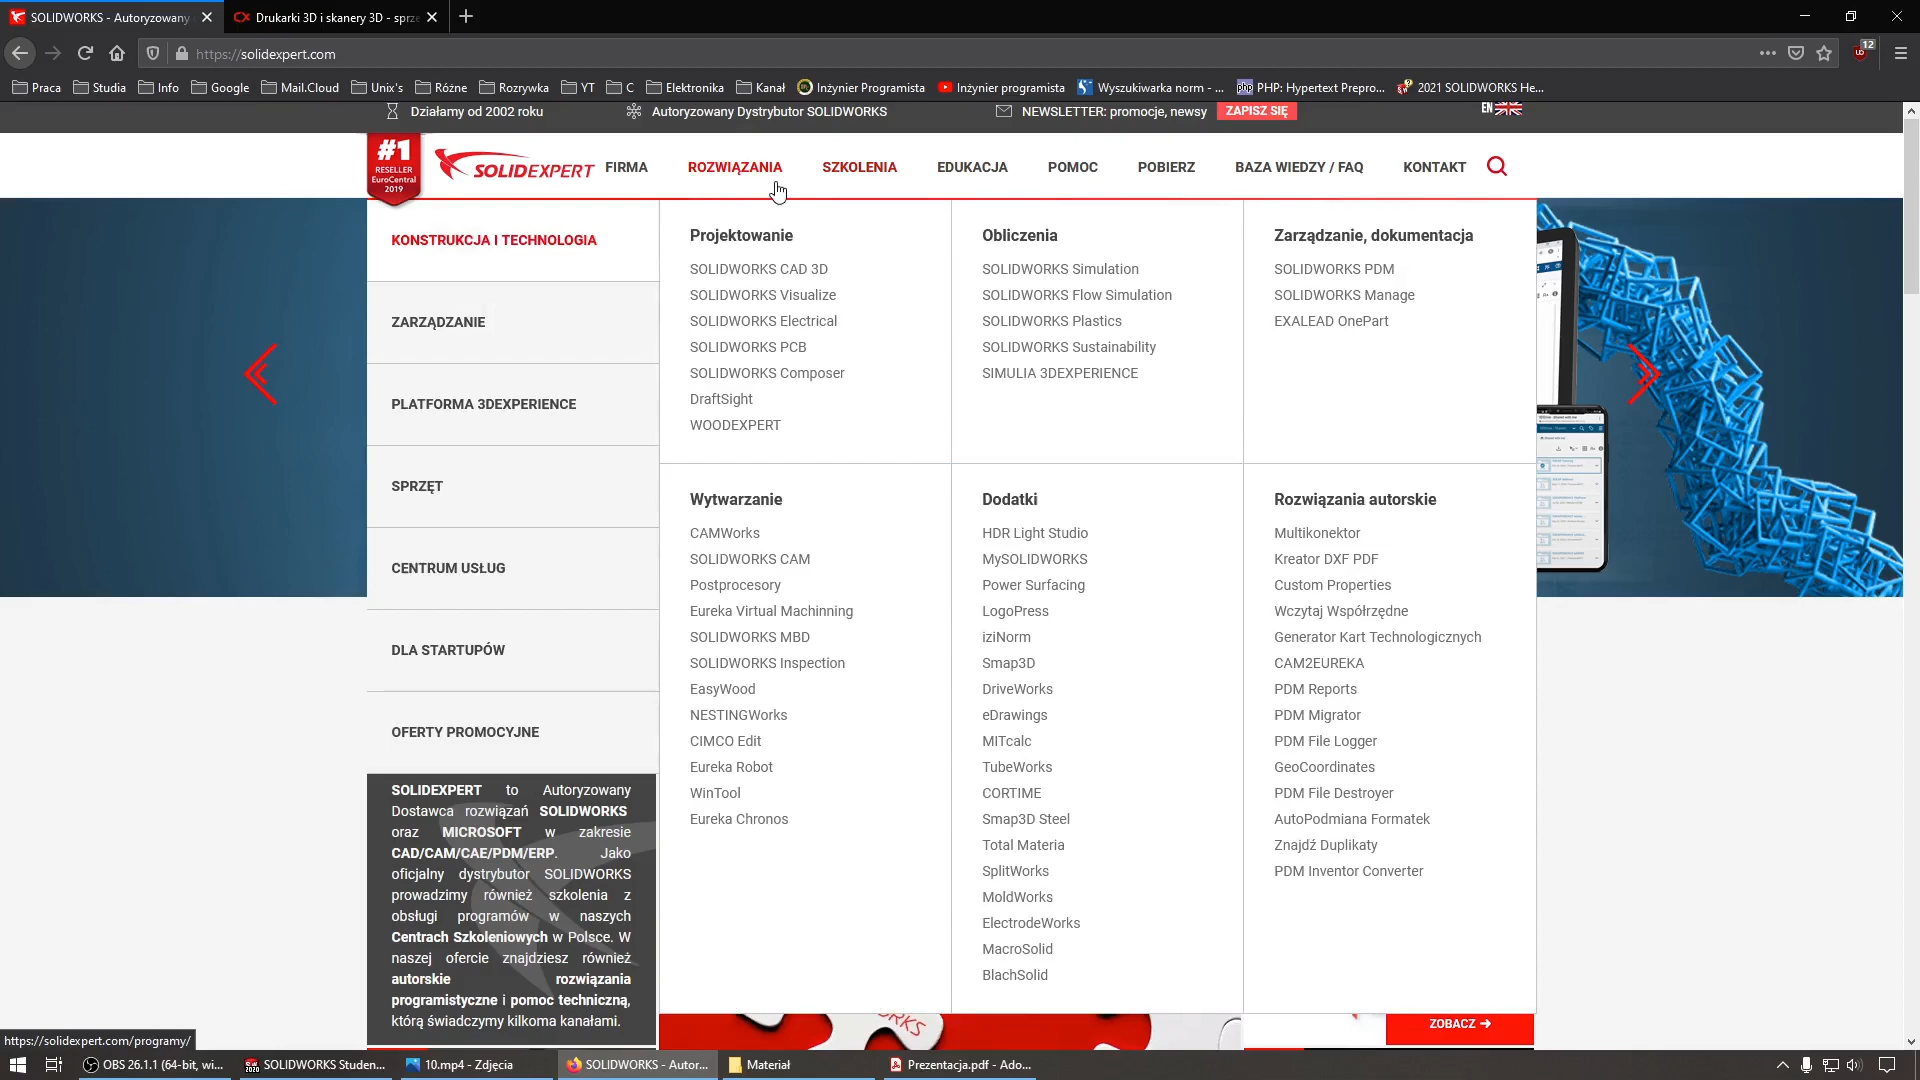 SOLIDWORKS - Autoryzowany
Drukarki 3D i skanery 3D - sprze
https://solidexpert.com
12
Praca
Studia
Info
Google
Mail.Cloud
Unix's
Różne
Rozrywka
YT
C
Elektronika
Kanał
Inżynier Programista
Inżynier programista
Wyszukiwarka norm - ...
PHP: Hypertext Prepro...
2021 SOLIDWORKS He...
Działamy od 2002 roku
Autoryzowany Dystrybutor SOLIDWORKS
NEWSLETTER: promocje, newsy
ZAPISZ SIĘ
EN
#1
RESELLER
EuroCentral
2019
SOLIDEXPERT
FIRMA
ROZWIĄZANIA
SZKOLENIA
EDUKACJA
POMOC
POBIERZ
BAZA WIEDZY / FAQ
KONTAKT
KONSTRUKCJA I TECHNOLOGIA
ZARZĄDZANIE
PLATFORMA 3DEXPERIENCE
SPRZĘT
CENTRUM USŁUG
DLA STARTUPÓW
OFERTY PROMOCYJNE
Projektowanie
SOLIDWORKS CAD 3D
SOLIDWORKS Visualize
SOLIDWORKS Electrical
SOLIDWORKS PCB
SOLIDWORKS Composer
DraftSight
WOODEXPERT
Obliczenia
SOLIDWORKS Simulation
SOLIDWORKS Flow Simulation
SOLIDWORKS Plastics
SOLIDWORKS Sustainability
SIMULIA 3DEXPERIENCE
Zarządzanie, dokumentacja
SOLIDWORKS PDM
SOLIDWORKS Manage
EXALEAD OnePart
Wytwarzanie
CAMWorks
SOLIDWORKS CAM
Postprocesory
Eureka Virtual Machinning
SOLIDWORKS MBD
SOLIDWORKS Inspection
EasyWood
NESTINGWorks
CIMCO Edit
Eureka Robot
WinTool
Eureka Chronos
Dodatki
HDR Light Studio
MySOLIDWORKS
Power Surfacing
LogoPress
iziNorm
Smap3D
DriveWorks
eDrawings
MITcalc
TubeWorks
CORTIME
Smap3D Steel
Total Materia
SplitWorks
MoldWorks
ElectrodeWorks
MacroSolid
BlachSolid
Rozwiązania autorskie
Multikonektor
Kreator DXF PDF
Custom Properties
Wczytaj Współrzędne
Generator Kart Technologicznych
CAM2EUREKA
PDM Reports
PDM Migrator
PDM File Logger
GeoCoordinates
PDM File Destroyer
AutoPodmiana Formatek
Znajdź Duplikaty
PDM Inventor Converter
SOLIDEXPERT to Autoryzowany
Dostawca rozwiązań SOLIDWORKS
oraz MICROSOFT w zakresie
CAD/CAM/CAE/PDM/ERP. Jako
oficjalny dystrybutor SOLIDWORKS
prowadzimy również szkolenia z
obsługi programów w naszych
Centrach Szkoleniowych w Polsce. W
naszej ofercie znajdziesz również
autorskie rozwiązania
programistyczne i pomoc techniczną,
którą świadczymy kilkoma kanałami.
ZOBACZ →
https://solidexpert.com/programy/
OBS 26.1.1 (64-bit, wi...
SOLIDWORKS Studen...
10.mp4 - Zdjęcia
SOLIDWORKS - Autor...
Materiał
Prezentacja.pdf - Ado...